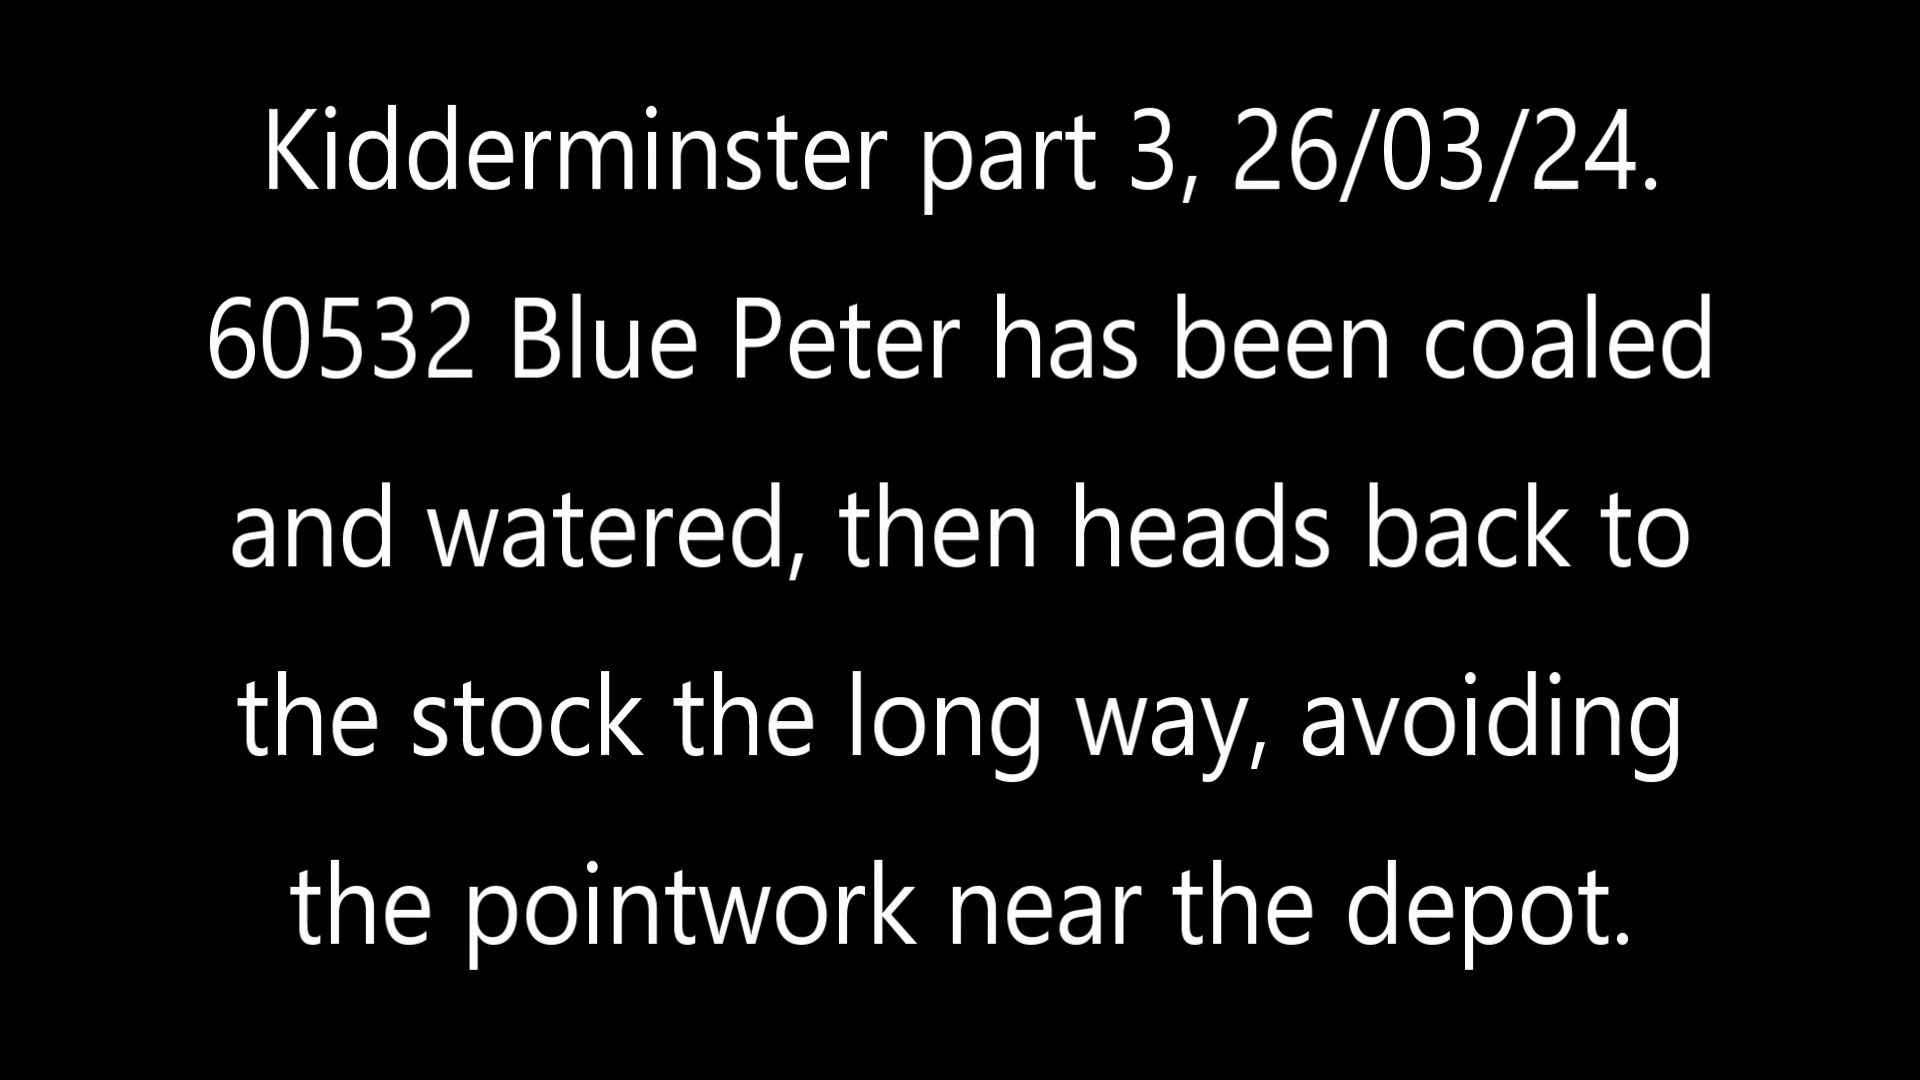 Kidderminster part 3, 26/03/24.
60532 Blue Peter has been coaled
and watered, then heads back to
the stock the long way, avoiding
the pointwork near the depot.